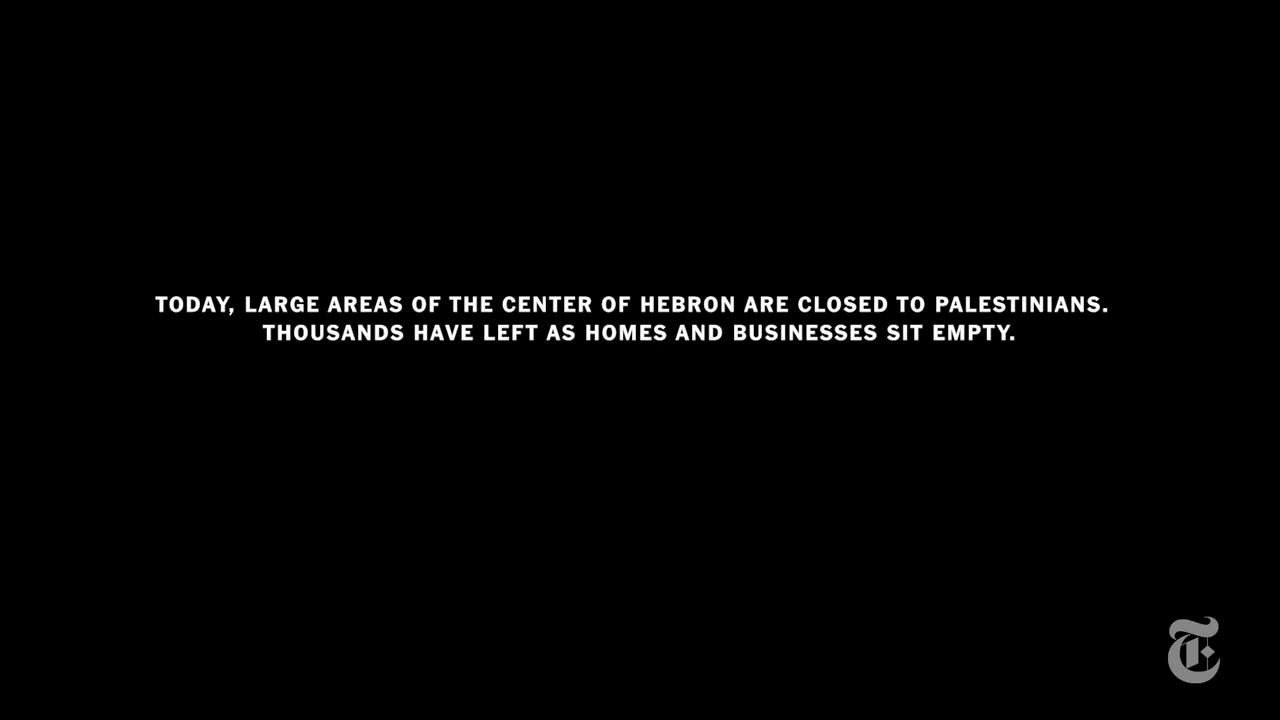 TODAY, LARGE AREAS OF THE CENTER OF HEBRON ARE CLOSED TO PALESTINIANS.
THOUSANDS HAVE LEFT AS HOMES AND BUSINESSES SIT EMPTY.
T